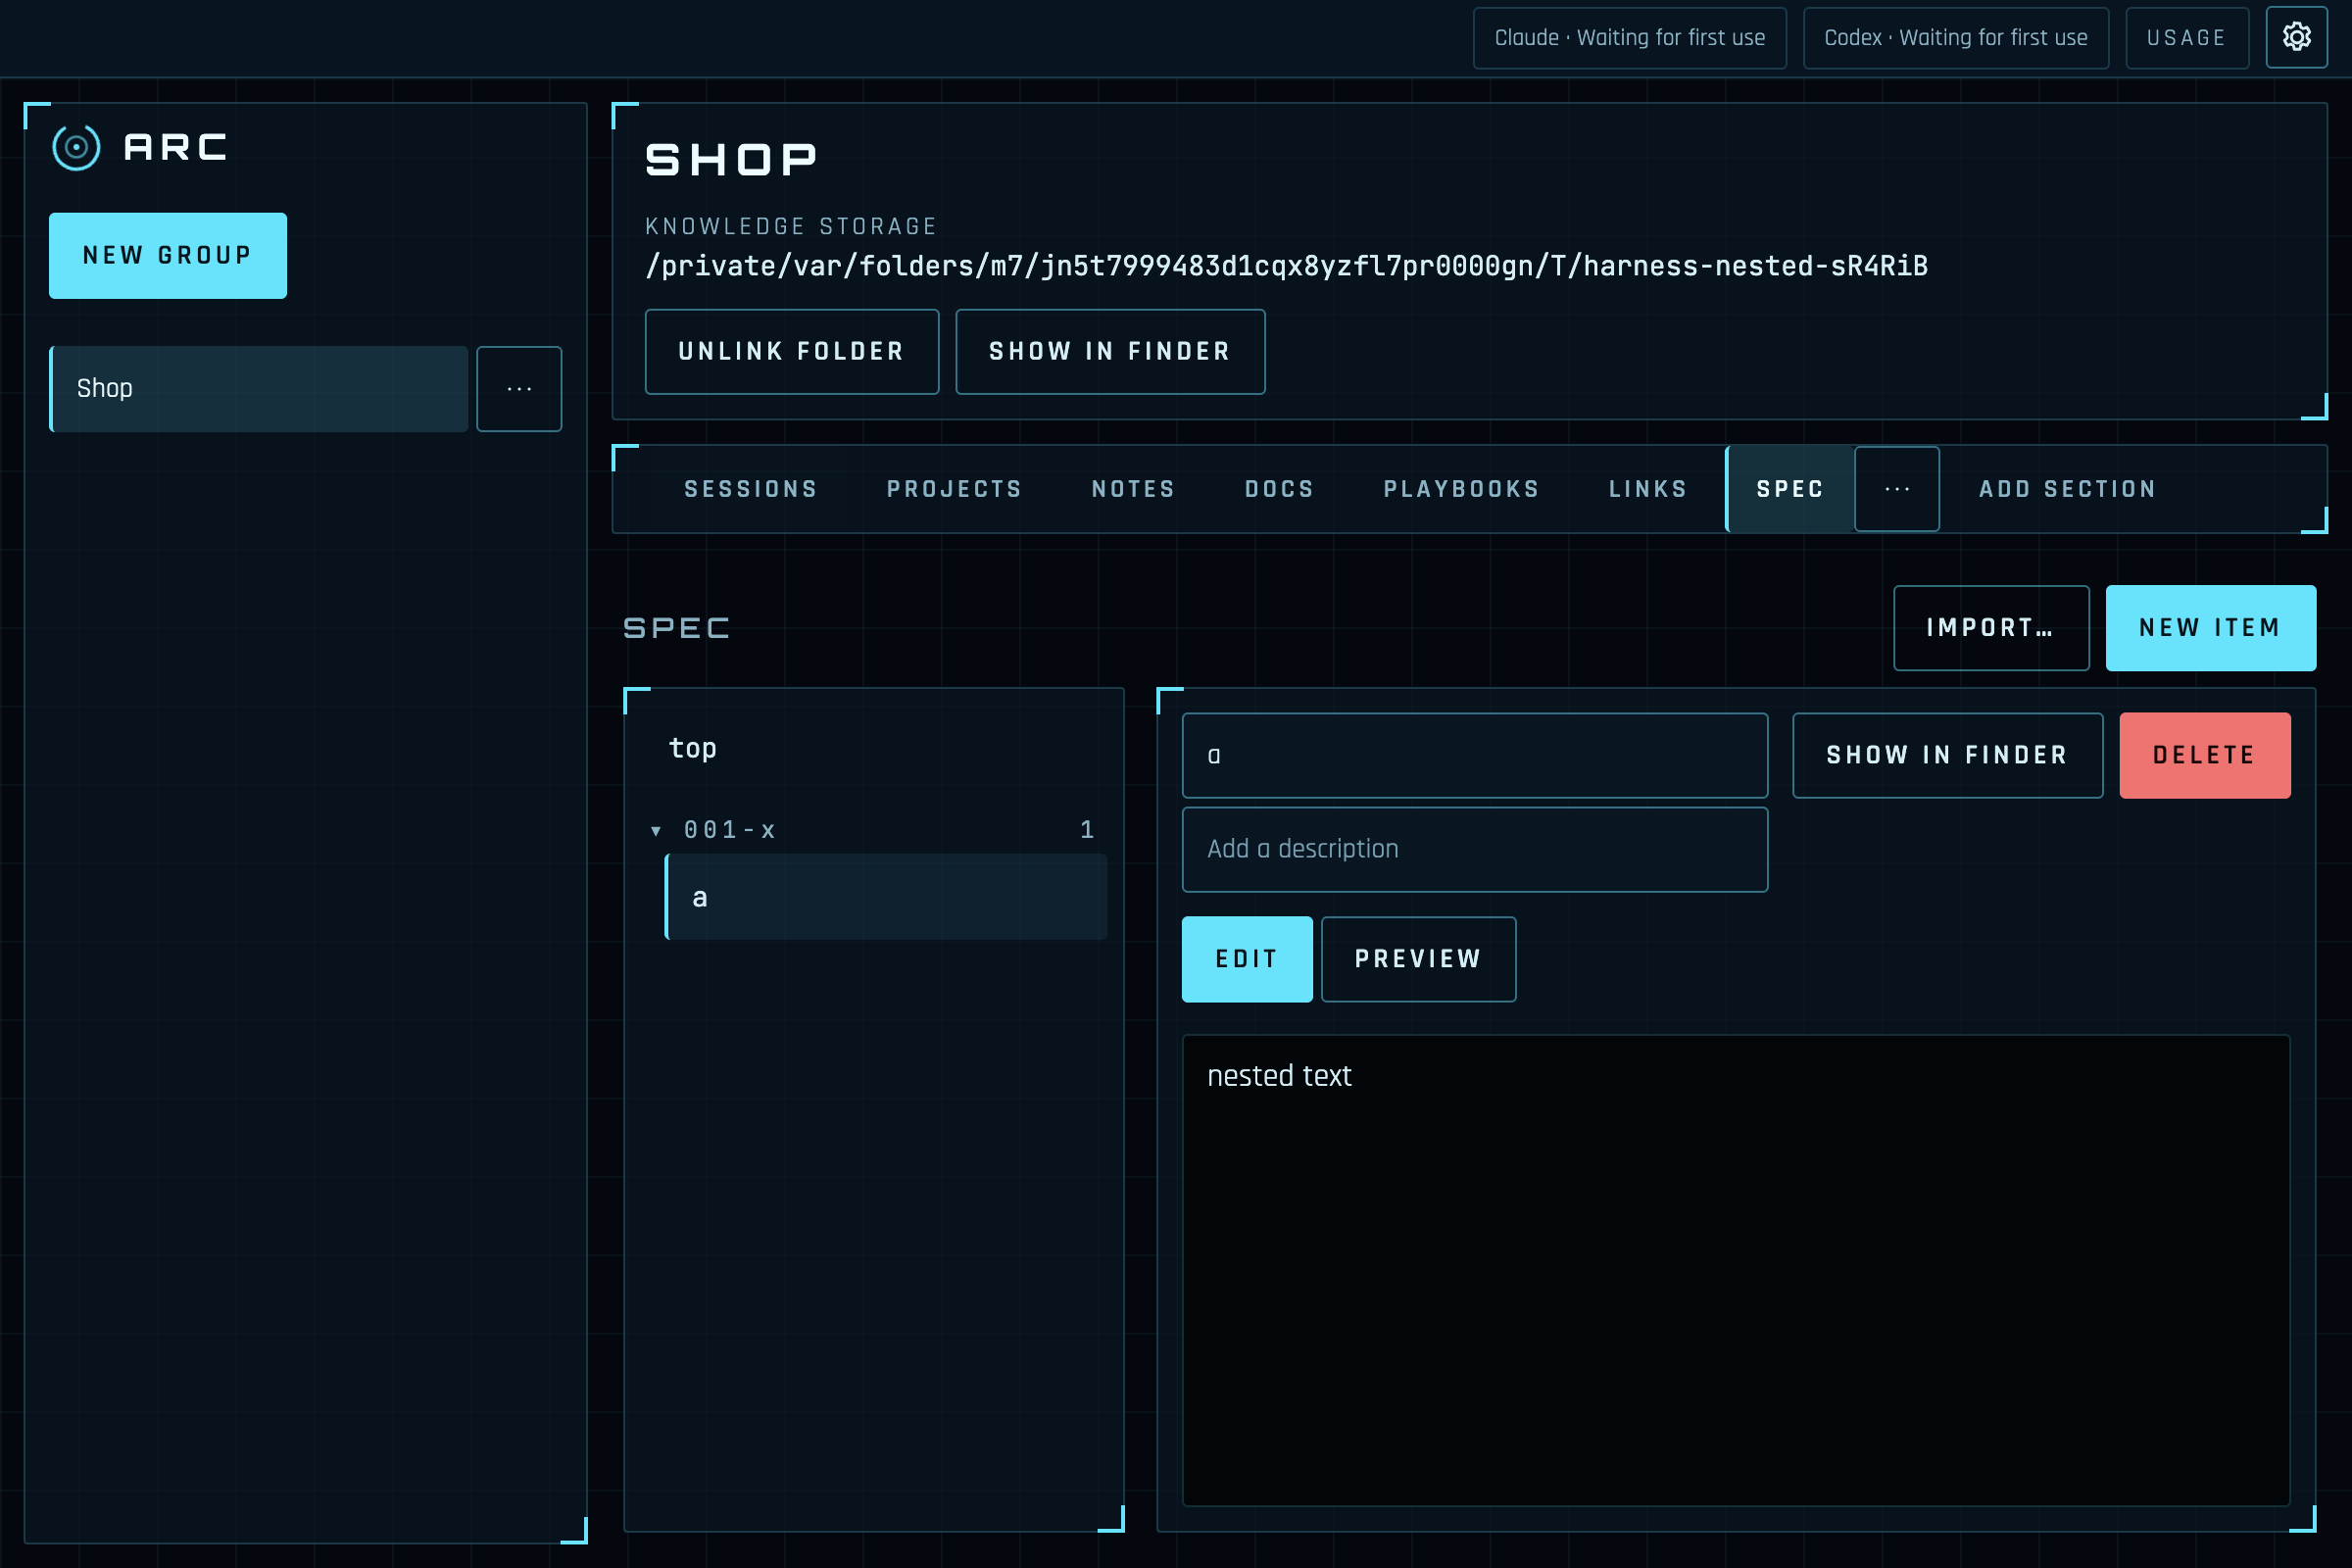 Claude · Waiting for first use
Codex · Waiting for first use
USAGE
ARC
NEW GROUP
Shop
...
SHOP
KNOWLEDGE STORAGE
/private/var/folders/m7/jn5t7999483d1cqx8yzfl7pr0000gn/T/harness-nested-sR4RiB
UNLINK FOLDER
SHOW IN FINDER
SESSIONS
PROJECTS
NOTES
DOCS
PLAYBOOKS
LINKS
SPEC
...
ADD SECTION
SPEC
IMPORT…
NEW ITEM
top
001-x 1
a
a
SHOW IN FINDER
DELETE
Add a description
EDIT
PREVIEW
nested text